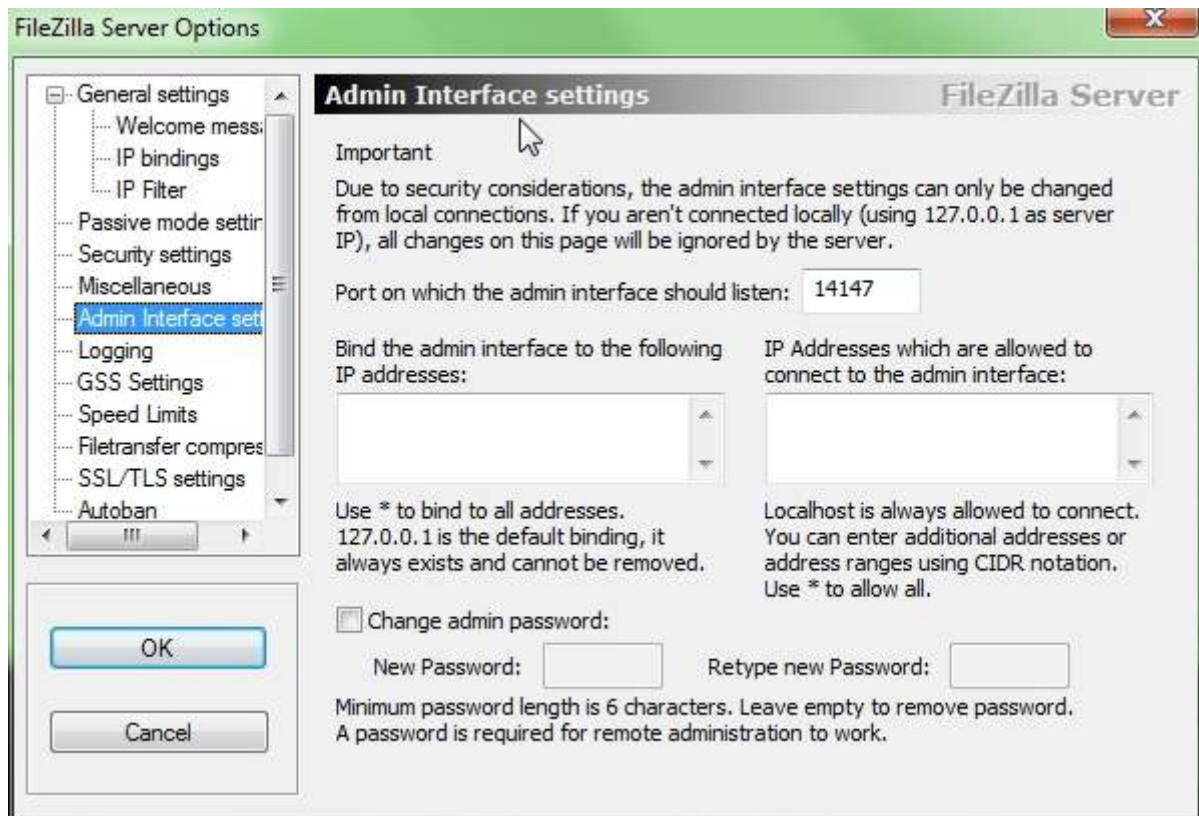 FileZilla Server Options
General settings
Welcome mess
IP bindings
IP Filter
Passive mode settin
Security settings
Miscellaneous
Admin Interface sett
Logging
GSS Settings
Speed Limits
Filetransfer compres
SSL/TLS settings
Autoban
OK
Cancel
Admin Interface settings
FileZilla Server
Important
Due to security considerations, the admin interface settings can only be changed
from local connections. If you aren't connected locally (using 127.0.0.1 as server
IP), all changes on this page will be ignored by the server.
Port on which the admin interface should listen: 14147
Bind the admin interface to the following
IP addresses:
Use * to bind to all addresses.
127.0.0.1 is the default binding, it
always exists and cannot be removed.
IP Addresses which are allowed to
connect to the admin interface:
Localhost is always allowed to connect.
You can enter additional addresses or
address ranges using CIDR notation.
Use * to allow all.
Change admin password:
New Password: Retype new Password:
Minimum password length is 6 characters. Leave empty to remove password.
A password is required for remote administration to work.